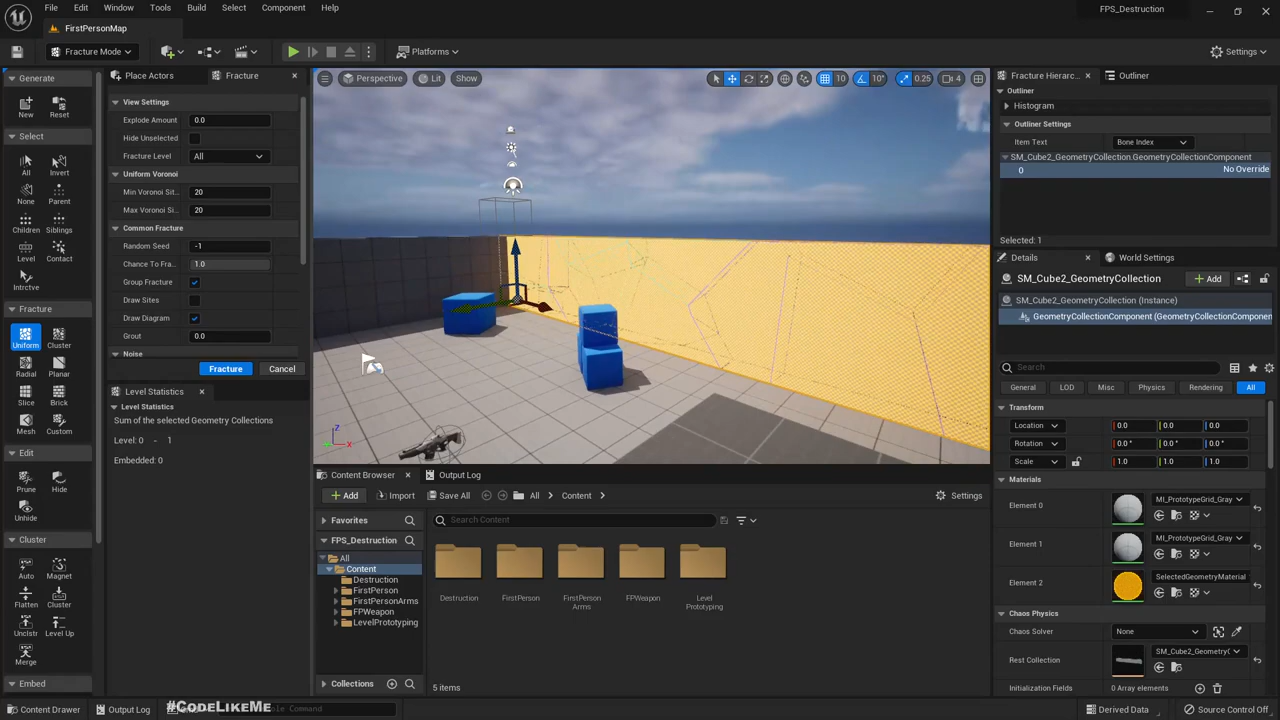 File Edit Window Tools Build Select Component Help
FPS_Destruction
FirstPersonMap
Fracture Mode
Platforms
Settings
Generate
New Reset
Select
All Invert
None Parent
Children Siblings
Level Contact
Intrctve
Fracture
Uniform Cluster
Radial Planar
Slice Brick
Mesh Custom
Edit
Prune Hide
Unhide
Cluster
Auto Magnet
Flatten Cluster
Unclstr Level Up
Merge
Embed
Place Actors Fracture
View Settings
Explode Amount 0.0
Hide Unselected
Fracture Level All
Uniform Voronoi
Min Voronoi Sit... 20
Max Voronoi Si... 20
Common Fracture
Random Seed -1
Chance To Fra... 1.0
Group Fracture
Draw Sites
Draw Diagram
Grout 0.0
Noise
Fracture Cancel
Level Statistics
Level Statistics
Sum of the selected Geometry Collections
Level: 0 - 1
Embedded: 0
Perspective Lit Show
10 10° 0.25 4
Z
X
Content Browser Output Log
Add Import Save All All Content Settings
Favorites
FPS_Destruction
All
Content
Destruction
FirstPerson
FirstPersonArms
FPWeapon
LevelPrototyping
Collections
Search Content
Destruction FirstPerson FirstPerson Arms FPWeapon Level Prototyping
5 items
Fracture Hierarc... Outliner
Outliner
Histogram
Outliner Settings
Item Text Bone Index
SM_Cube2_GeometryCollection.GeometryCollectionComponent
0 No Override
Selected: 1
Details World Settings
SM_Cube2_GeometryCollection Add
SM_Cube2_GeometryCollection (Instance)
GeometryCollectionComponent (GeometryCollectionComponen
Search
General LOD Misc Physics Rendering All
Transform
Location 0.0 0.0 0.0
Rotation 0.0 ° 0.0 ° 0.0 °
Scale 1.0 1.0 1.0
Materials
Element 0 MI_PrototypeGrid_Gray
Element 1 MI_PrototypeGrid_Gray
Element 2 SelectedGeometryMaterial
Chaos Physics
Chaos Solver None
Rest Collection SM_Cube2_Geometry(
Initialization Fields 0 Array elements
Content Drawer Output Log #CodeLikeMe Console Command Derived Data Source Control Off